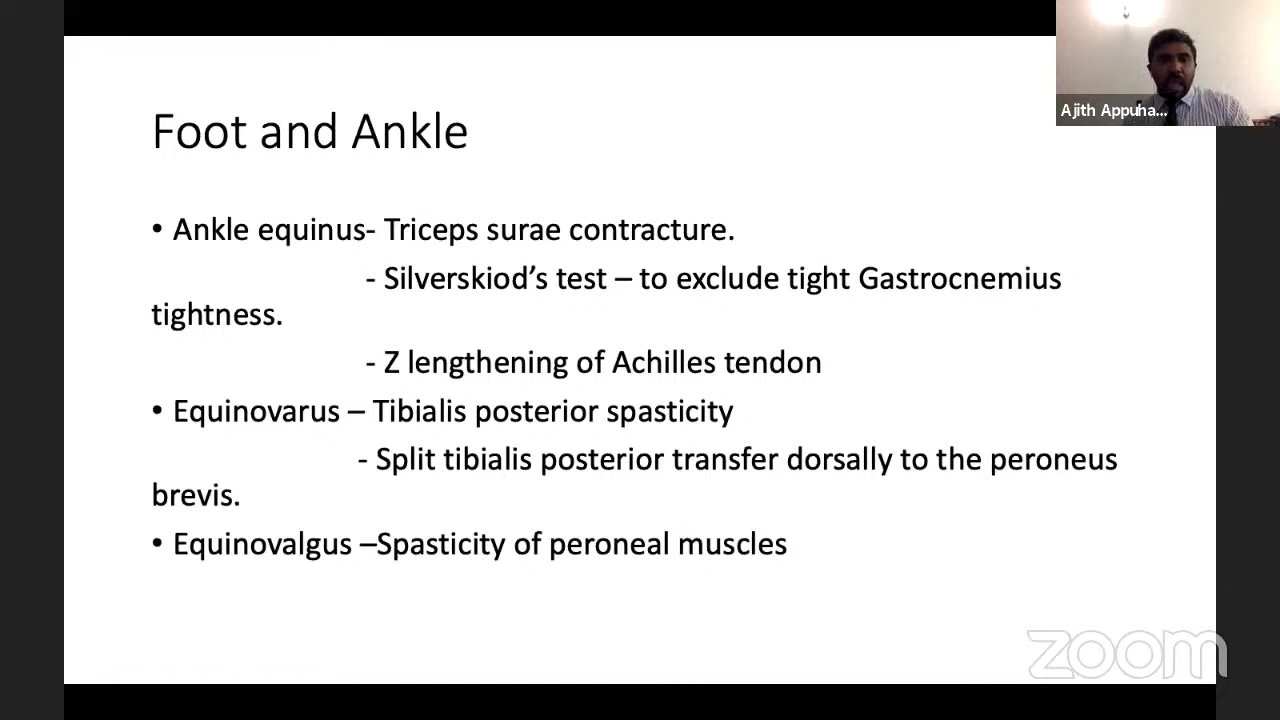 Ajith Appuha...
Foot and Ankle
• Ankle equinus- Triceps surae contracture.
- Silverskiod’s test – to exclude tight Gastrocnemius
tightness.
- Z lengthening of Achilles tendon
• Equinovarus – Tibialis posterior spasticity
- Split tibialis posterior transfer dorsally to the peroneus
brevis.
• Equinovalgus –Spasticity of peroneal muscles
zoom